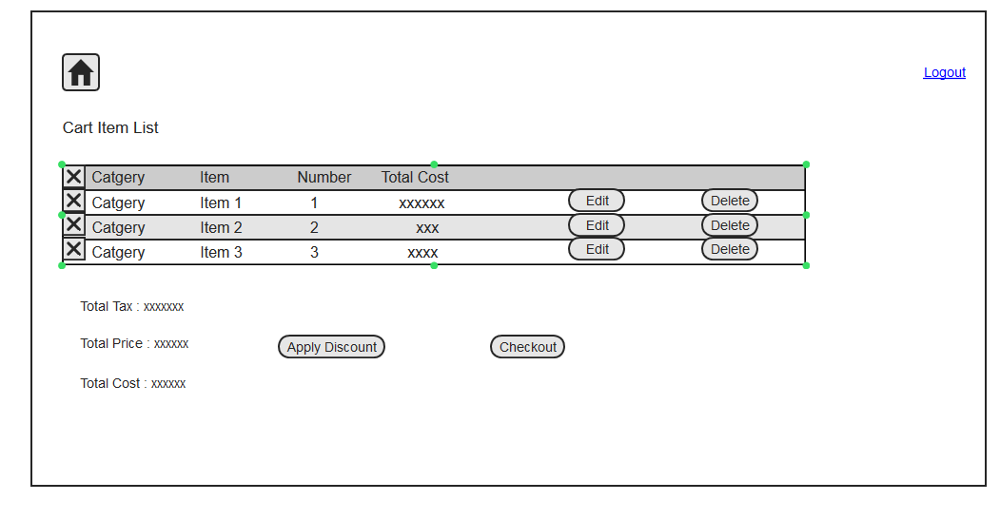 Logout
Cart Item List
Catgery Item Number Total Cost
Catgery Item 1 1 xxxxxx Edit Delete
Catgery Item 2 2 xxx Edit Delete
Catgery Item 3 3 xxxx Edit Delete
Total Tax : xxxxxxx
Total Price : xxxxxx Apply Discount Checkout
Total Cost : xxxxxx